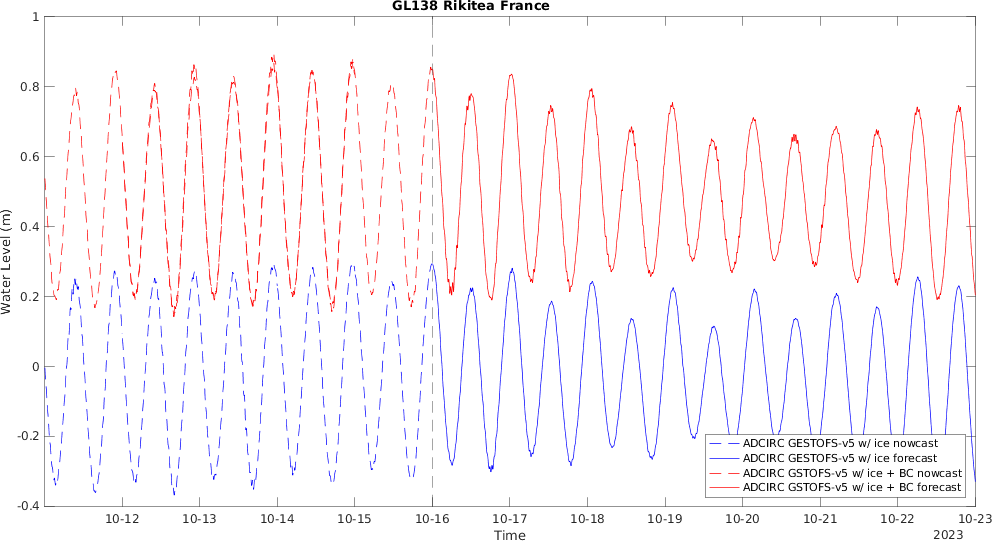 GL138 Rikitea France
1
0.8
0.6
0.4
0.2
0
-0.2
-0.4
Water Level (m)
ADCIRC GESTOFS-v5 w/ ice nowcast
ADCIRC GESTOFS-v5 w/ ice forecast
ADCIRC GSTOFS-v5 w/ ice + BC nowcast
ADCIRC GSTOFS-v5 w/ ice + BC forecast
10-12 10-13 10-14 10-15 10-16 10-17 10-18 10-19 10-20 10-21 10-22 10-23
Time
2023